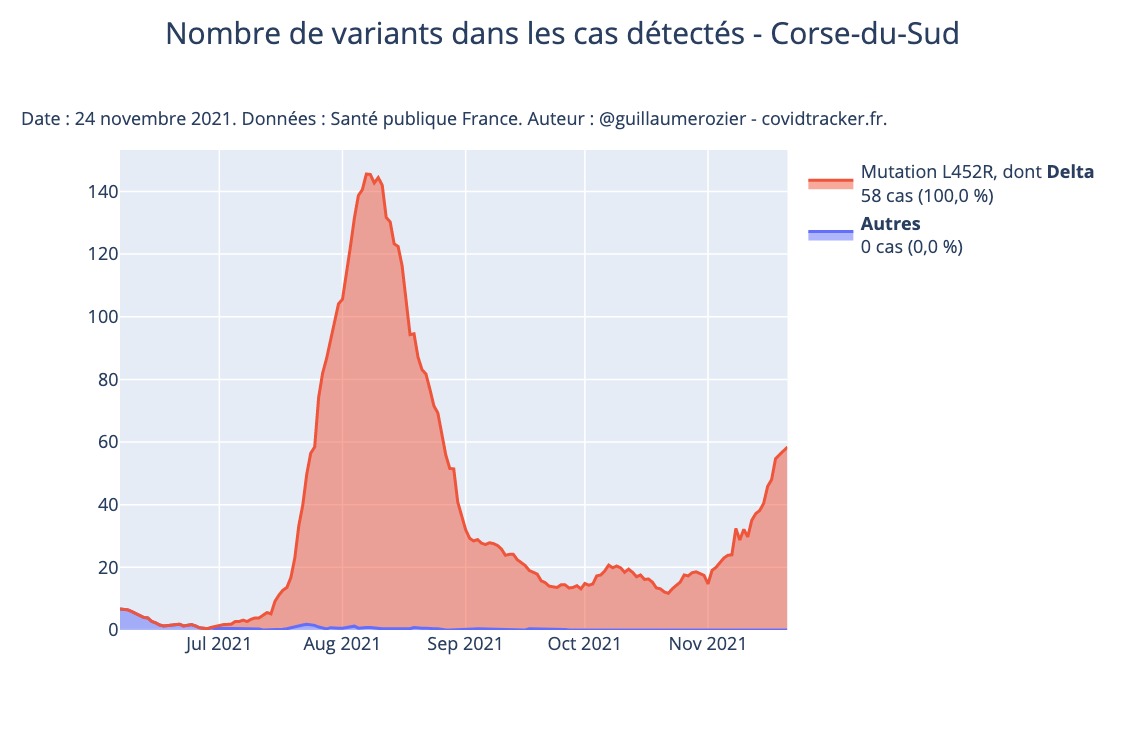 Nombre de variants dans les cas détectés - Corse-du-Sud
Date : 24 novembre 2021. Données : Santé publique France. Auteur : @guillaumerozier - covidtracker.fr.
Mutation L452R, dont Delta
58 cas (100,0 %)
Autres
0 cas (0,0 %)
140
120
100
80
60
40
20
0
Jul 2021 Aug 2021 Sep 2021 Oct 2021 Nov 2021